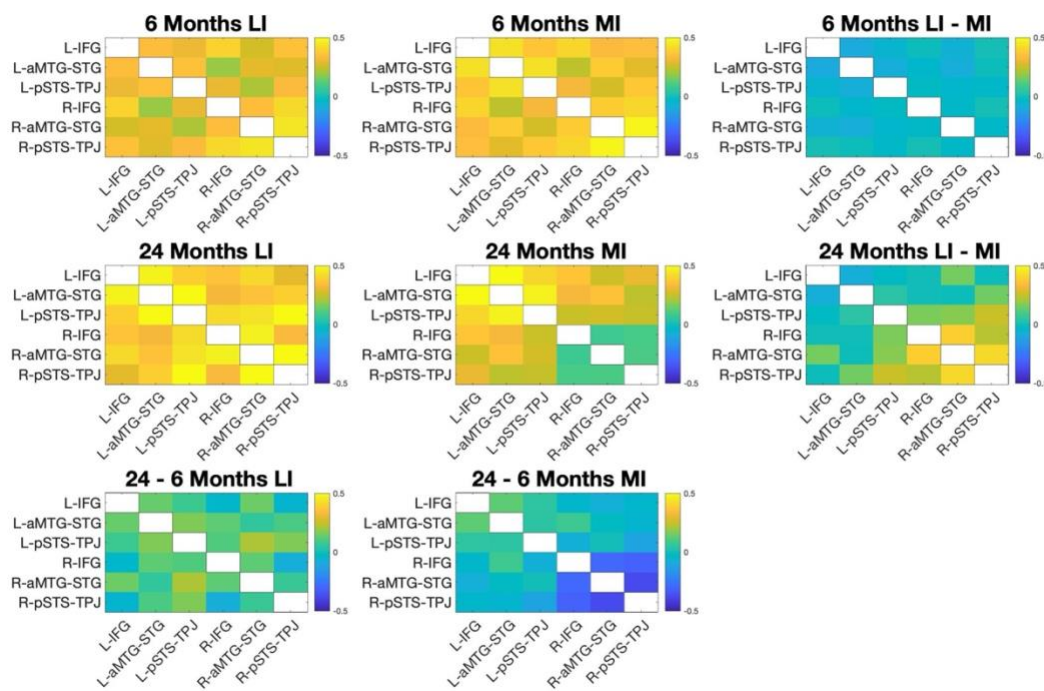 6 Months LI
L-IFG
L-aMTG-STG
L-pSTS-TPJ
R-IFG
R-aMTG-STG
R-pSTS-TPJ
0.5
0
-0.5
L-IFG
L-aMTG-STG
L-pSTS-TPJ
R-IFG
R-aMTG-STG
R-pSTS-TPJ
6 Months MI
L-IFG
L-aMTG-STG
L-pSTS-TPJ
R-IFG
R-aMTG-STG
R-pSTS-TPJ
0.5
0
-0.5
L-IFG
L-aMTG-STG
L-pSTS-TPJ
R-IFG
R-aMTG-STG
R-pSTS-TPJ
6 Months LI - MI
L-IFG
L-aMTG-STG
L-pSTS-TPJ
R-IFG
R-aMTG-STG
R-pSTS-TPJ
0.5
0
-0.5
L-IFG
L-aMTG-STG
L-pSTS-TPJ
R-IFG
R-aMTG-STG
R-pSTS-TPJ
24 Months LI
L-IFG
L-aMTG-STG
L-pSTS-TPJ
R-IFG
R-aMTG-STG
R-pSTS-TPJ
0.5
0
-0.5
L-IFG
L-aMTG-STG
L-pSTS-TPJ
R-IFG
R-aMTG-STG
R-pSTS-TPJ
24 Months MI
L-IFG
L-aMTG-STG
L-pSTS-TPJ
R-IFG
R-aMTG-STG
R-pSTS-TPJ
0.5
0
-0.5
L-IFG
L-aMTG-STG
L-pSTS-TPJ
R-IFG
R-aMTG-STG
R-pSTS-TPJ
24 Months LI - MI
L-IFG
L-aMTG-STG
L-pSTS-TPJ
R-IFG
R-aMTG-STG
R-pSTS-TPJ
0.5
0
-0.5
L-IFG
L-aMTG-STG
L-pSTS-TPJ
R-IFG
R-aMTG-STG
R-pSTS-TPJ
24 - 6 Months LI
L-IFG
L-aMTG-STG
L-pSTS-TPJ
R-IFG
R-aMTG-STG
R-pSTS-TPJ
0.5
0
-0.5
L-IFG
L-aMTG-STG
L-pSTS-TPJ
R-IFG
R-aMTG-STG
R-pSTS-TPJ
24 - 6 Months MI
L-IFG
L-aMTG-STG
L-pSTS-TPJ
R-IFG
R-aMTG-STG
R-pSTS-TPJ
0.5
0
-0.5
L-IFG
L-aMTG-STG
L-pSTS-TPJ
R-IFG
R-aMTG-STG
R-pSTS-TPJ